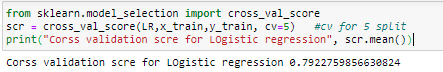 from sklearn.model_selection import cross_val_score
scr = cross_val_score(LR,x_train,y_train, cv=5)   #cv for 5 split
print("Corss validation scre for LOgistic regression", scr.mean())
Corss validation scre for LOgistic regression 0.7922759856630824